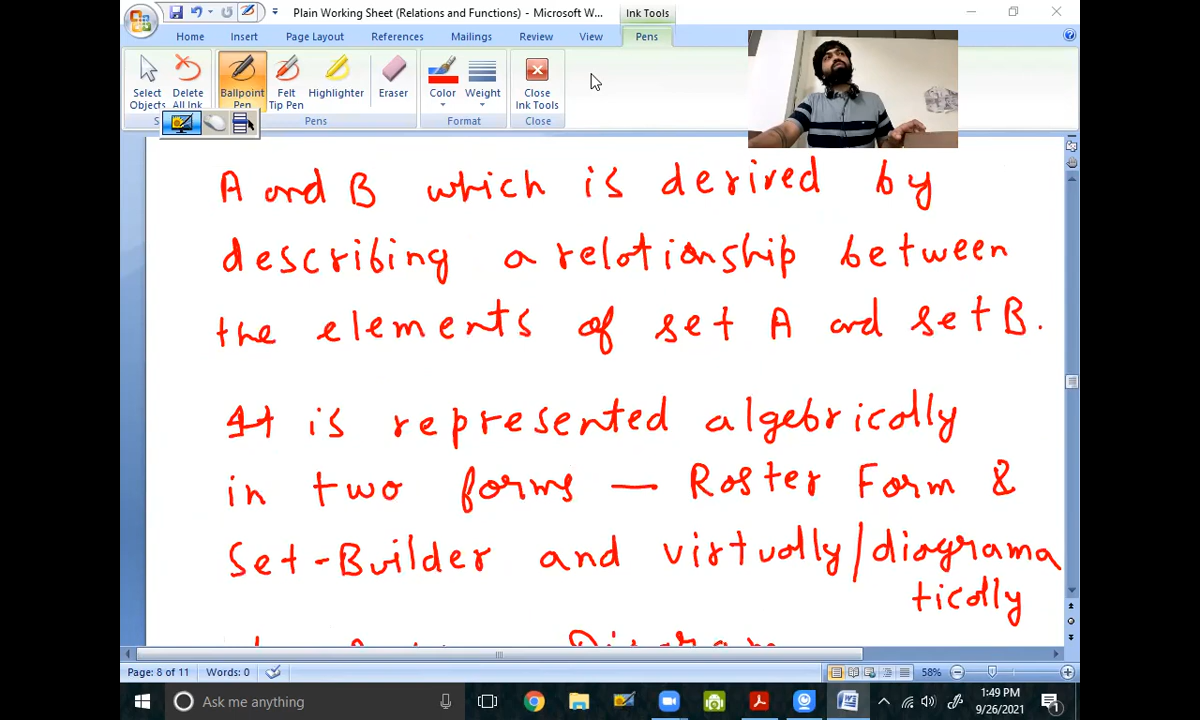 Plain Working Sheet (Relations and Functions) - Microsoft W...
Ink Tools
Home
Insert
Page Layout
References
Mailings
Review
View
Pens
Select Objects
Delete All Ink
Ballpoint Pen
Felt Tip Pen
Highlighter
Eraser
Color
Weight
Close Ink Tools
Pens
Format
Close
A and B which is derived by
describing a relationship between
the elements of set A and set B.
It is represented algebrically
in two forms — Roster Form &
Set-Builder and virtually/diagrama
tically
Diagram
Page: 8 of 11
Words: 0
58%
Ask me anything
1:49 PM
9/26/2021